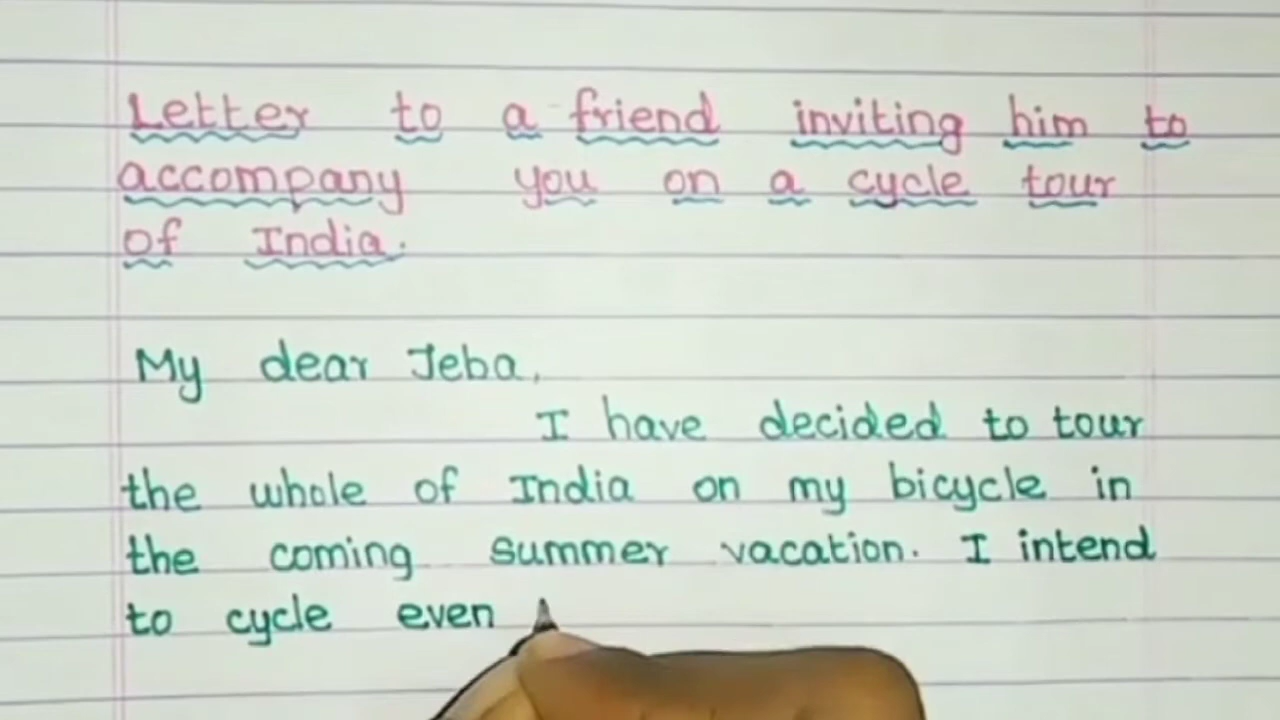 Letter to a friend inviting him to
accompany you on a cycle tour
of India.
My dear Jeba,
I have decided to tour
the whole of India on my bicycle in
the coming summer vacation. I intend
to cycle even